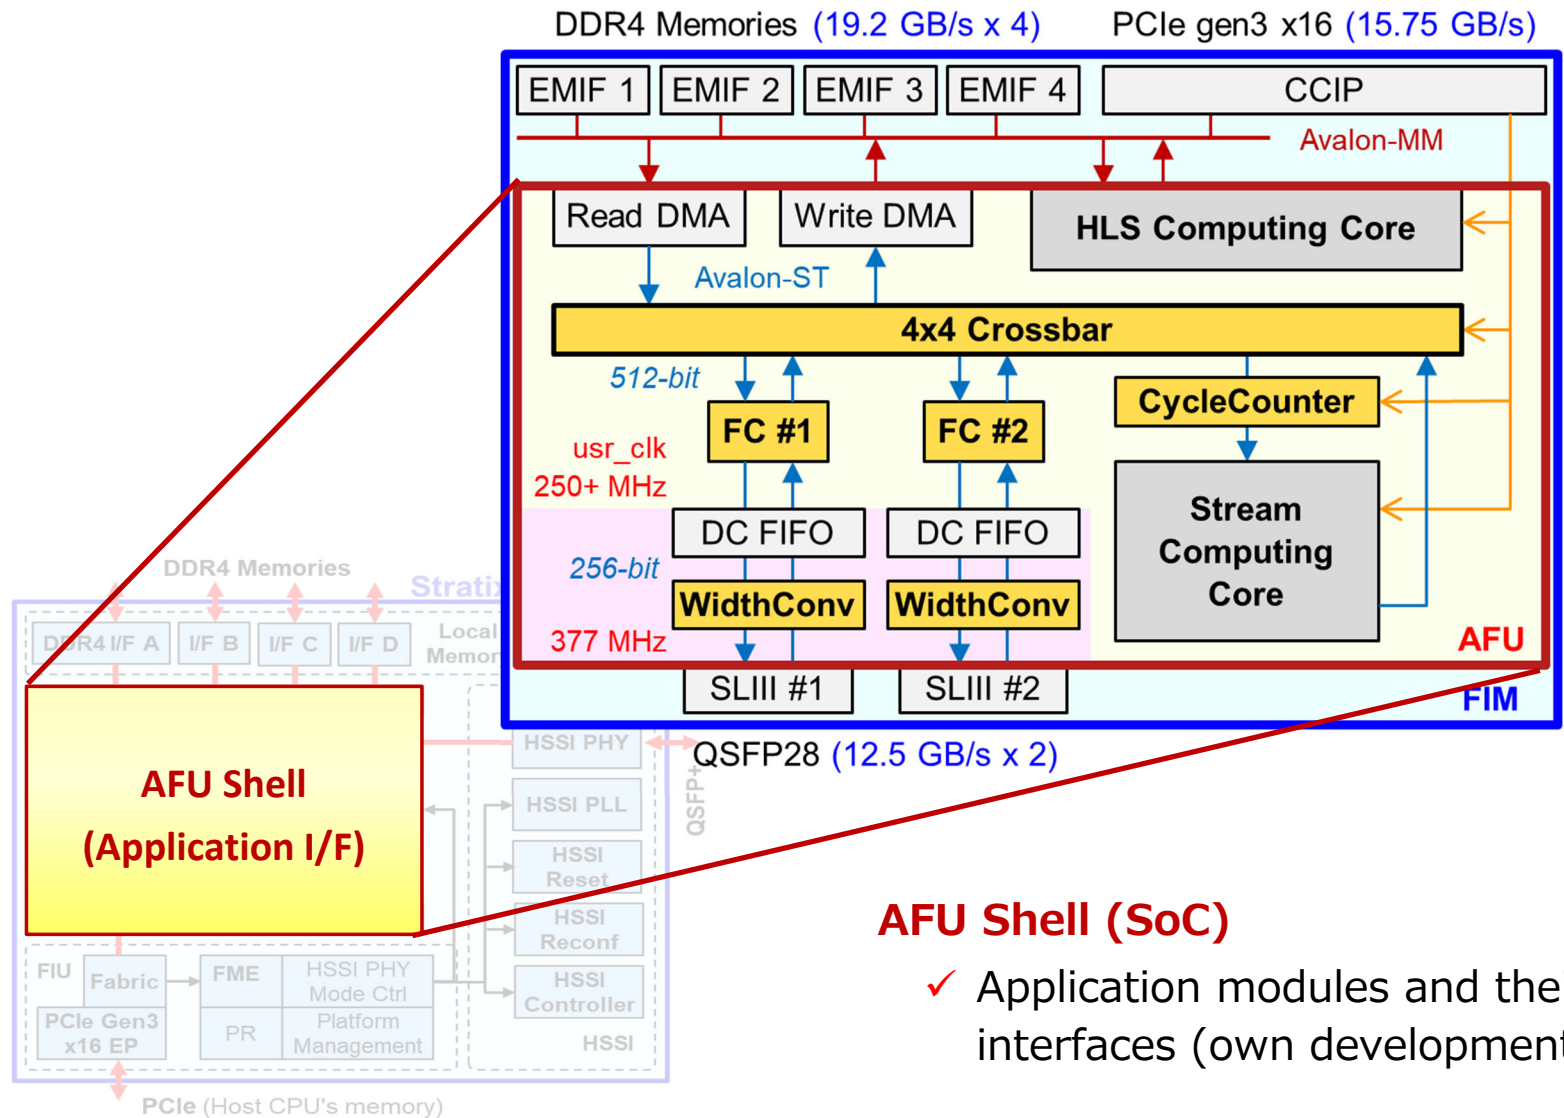 DDR4 Memories (19.2 GB/s x 4)
PCIe gen3 x16 (15.75 GB/s)
EMIF 1
EMIF 2
EMIF 3
EMIF 4
CCIP
Avalon-MM
Read DMA
Write DMA
HLS Computing Core
Avalon-ST
4x4 Crossbar
512-bit
FC #1
FC #2
CycleCounter
usr_clk
250+ MHz
DC FIFO
DC FIFO
Stream
Computing
Core
256-bit
WidthConv
WidthConv
377 MHz
AFU
SLIII #1
SLIII #2
FIM
QSFP28 (12.5 GB/s x 2)
DDR4 Memories
Stratix
DDR4 I/F A
I/F B
I/F C
I/F D
Local
Memor
AFU Shell
(Application I/F)
HSSI PHY
QSFP+
HSSI PLL
HSSI
Reset
HSSI
Reconf
HSSI
Controller
HSSI
FIU
Fabric
FME
HSSI PHY
Mode Ctrl
PCIe Gen3
x16 EP
PR
Platform
Management
PCIe (Host CPU's memory)
AFU Shell (SoC)
✓ Application modules and the
interfaces (own development